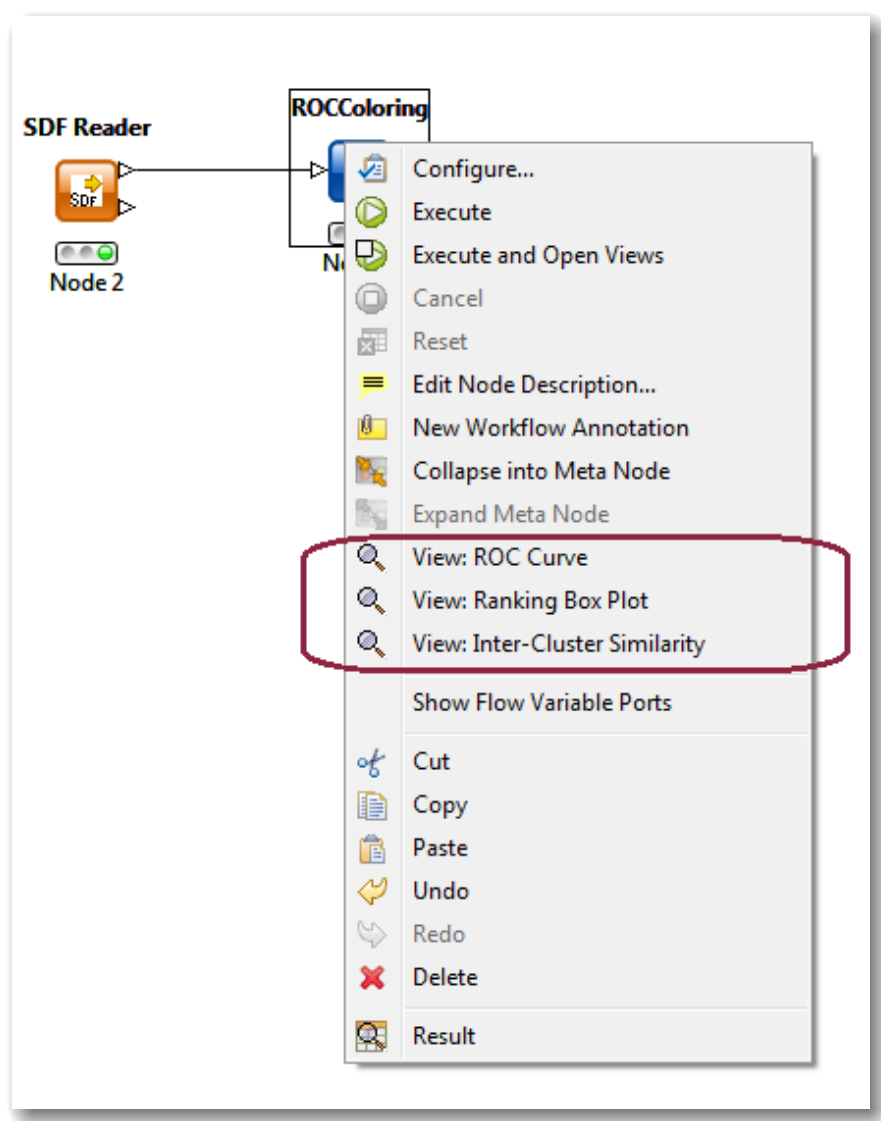 ROCColoring
SDF Reader
SDF
Node 2
Configure...
Execute
Execute and Open Views
Cancel
Reset
Edit Node Description...
New Workflow Annotation
Collapse into Meta Node
Expand Meta Node
View: ROC Curve
View: Ranking Box Plot
View: Inter-Cluster Similarity
Show Flow Variable Ports
Cut
Copy
Paste
Undo
Redo
Delete
Result